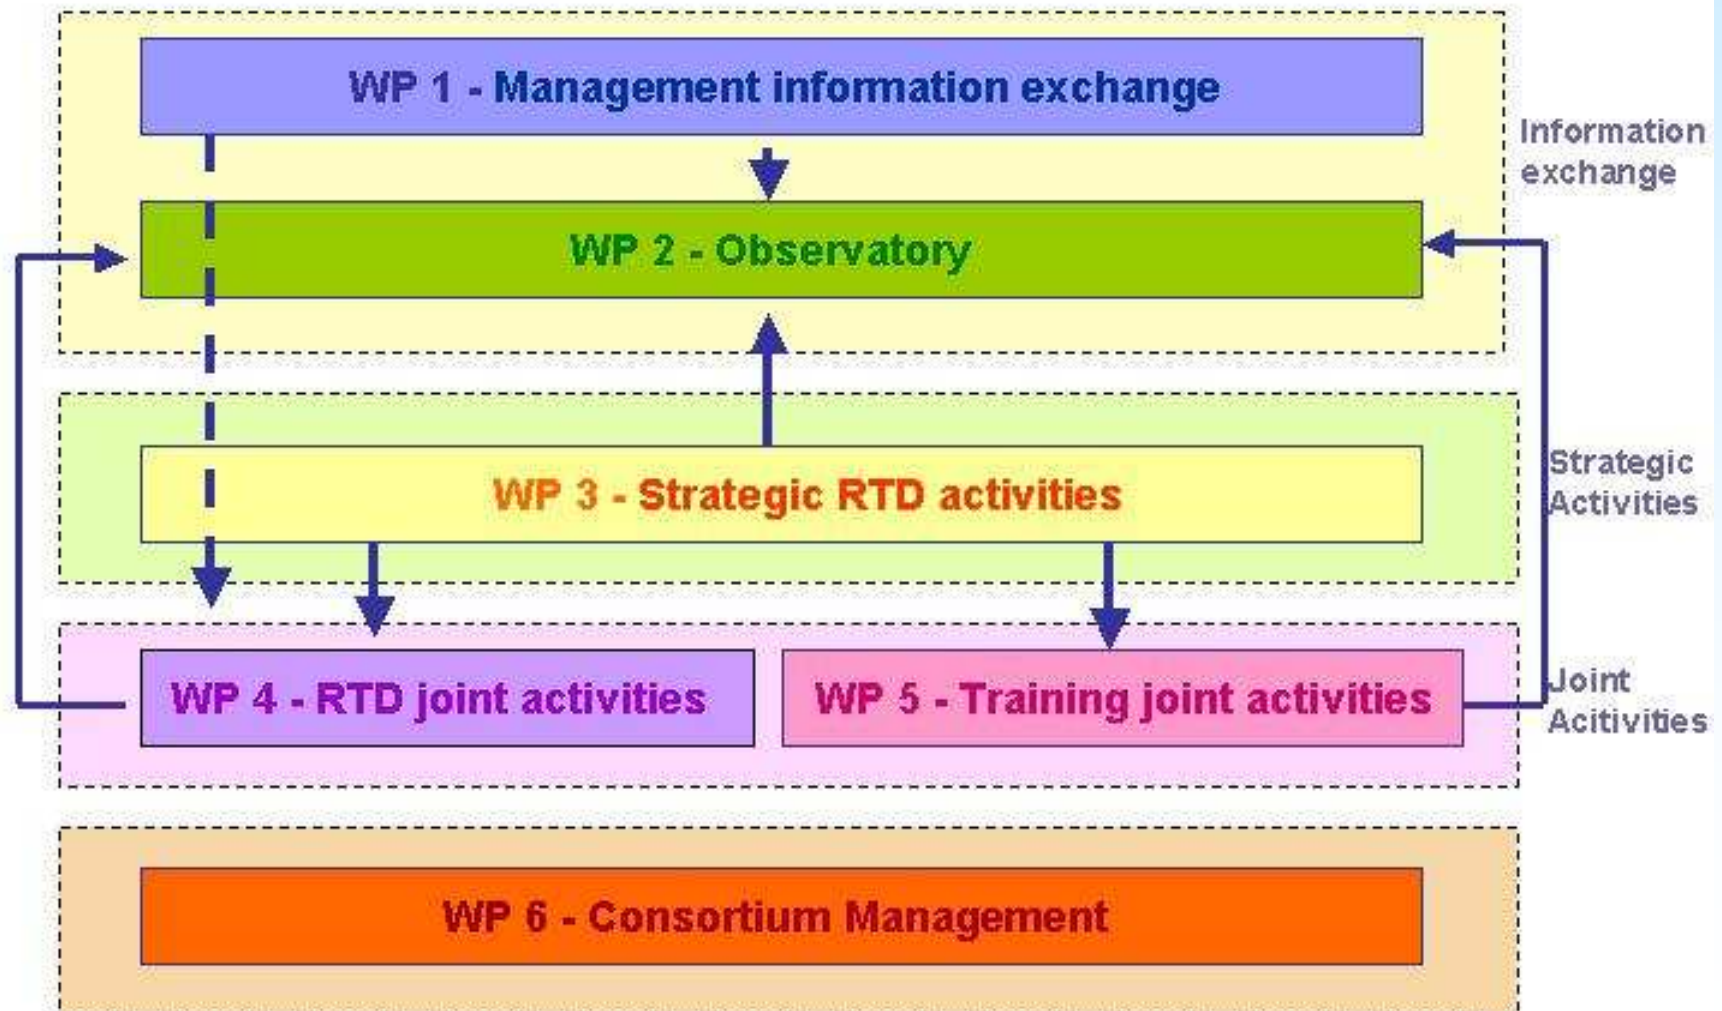 WP 1 - Management information exchange
Information
exchange
WP 2 - Observatory
WP 3 - Strategic RTD activities
Strategic
Activities
WP 4 - RTD joint activities
WP 5 - Training joint activities
Joint
Acitivities
WP 6 - Consortium Management